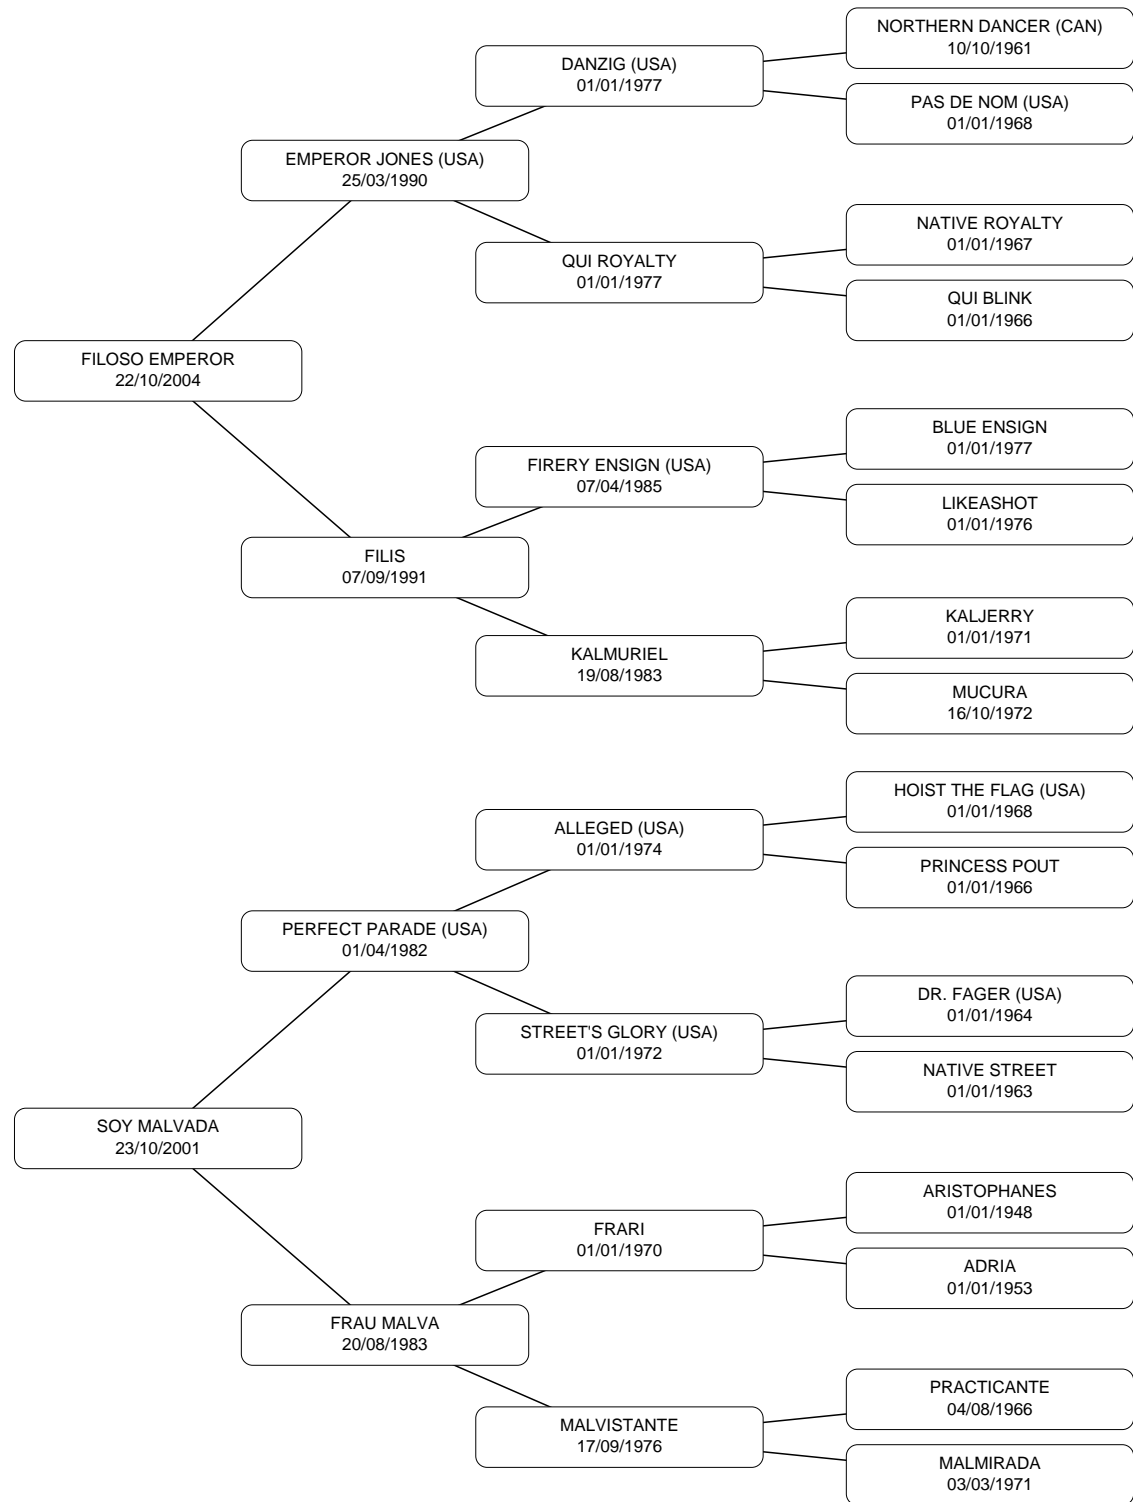 NORTHERN DANCER (CAN)
10/10/1961
DANZIG (USA)
01/01/1977
PAS DE NOM (USA)
01/01/1968
EMPEROR JONES (USA)
25/03/1990
NATIVE ROYALTY
01/01/1967
QUI ROYALTY
01/01/1977
QUI BLINK
01/01/1966
FILOSO EMPEROR
22/10/2004
BLUE ENSIGN
01/01/1977
FIRERY ENSIGN (USA)
07/04/1985
LIKEASHOT
01/01/1976
FILIS
07/09/1991
KALJERRY
01/01/1971
KALMURIEL
19/08/1983
MUCURA
16/10/1972
HOIST THE FLAG (USA)
01/01/1968
ALLEGED (USA)
01/01/1974
PRINCESS POUT
01/01/1966
PERFECT PARADE (USA)
01/04/1982
DR. FAGER (USA)
01/01/1964
STREET'S GLORY (USA)
01/01/1972
NATIVE STREET
01/01/1963
SOY MALVADA
23/10/2001
ARISTOPHANES
01/01/1948
FRARI
01/01/1970
ADRIA
01/01/1953
FRAU MALVA
20/08/1983
PRACTICANTE
04/08/1966
MALVISTANTE
17/09/1976
MALMIRADA
03/03/1971